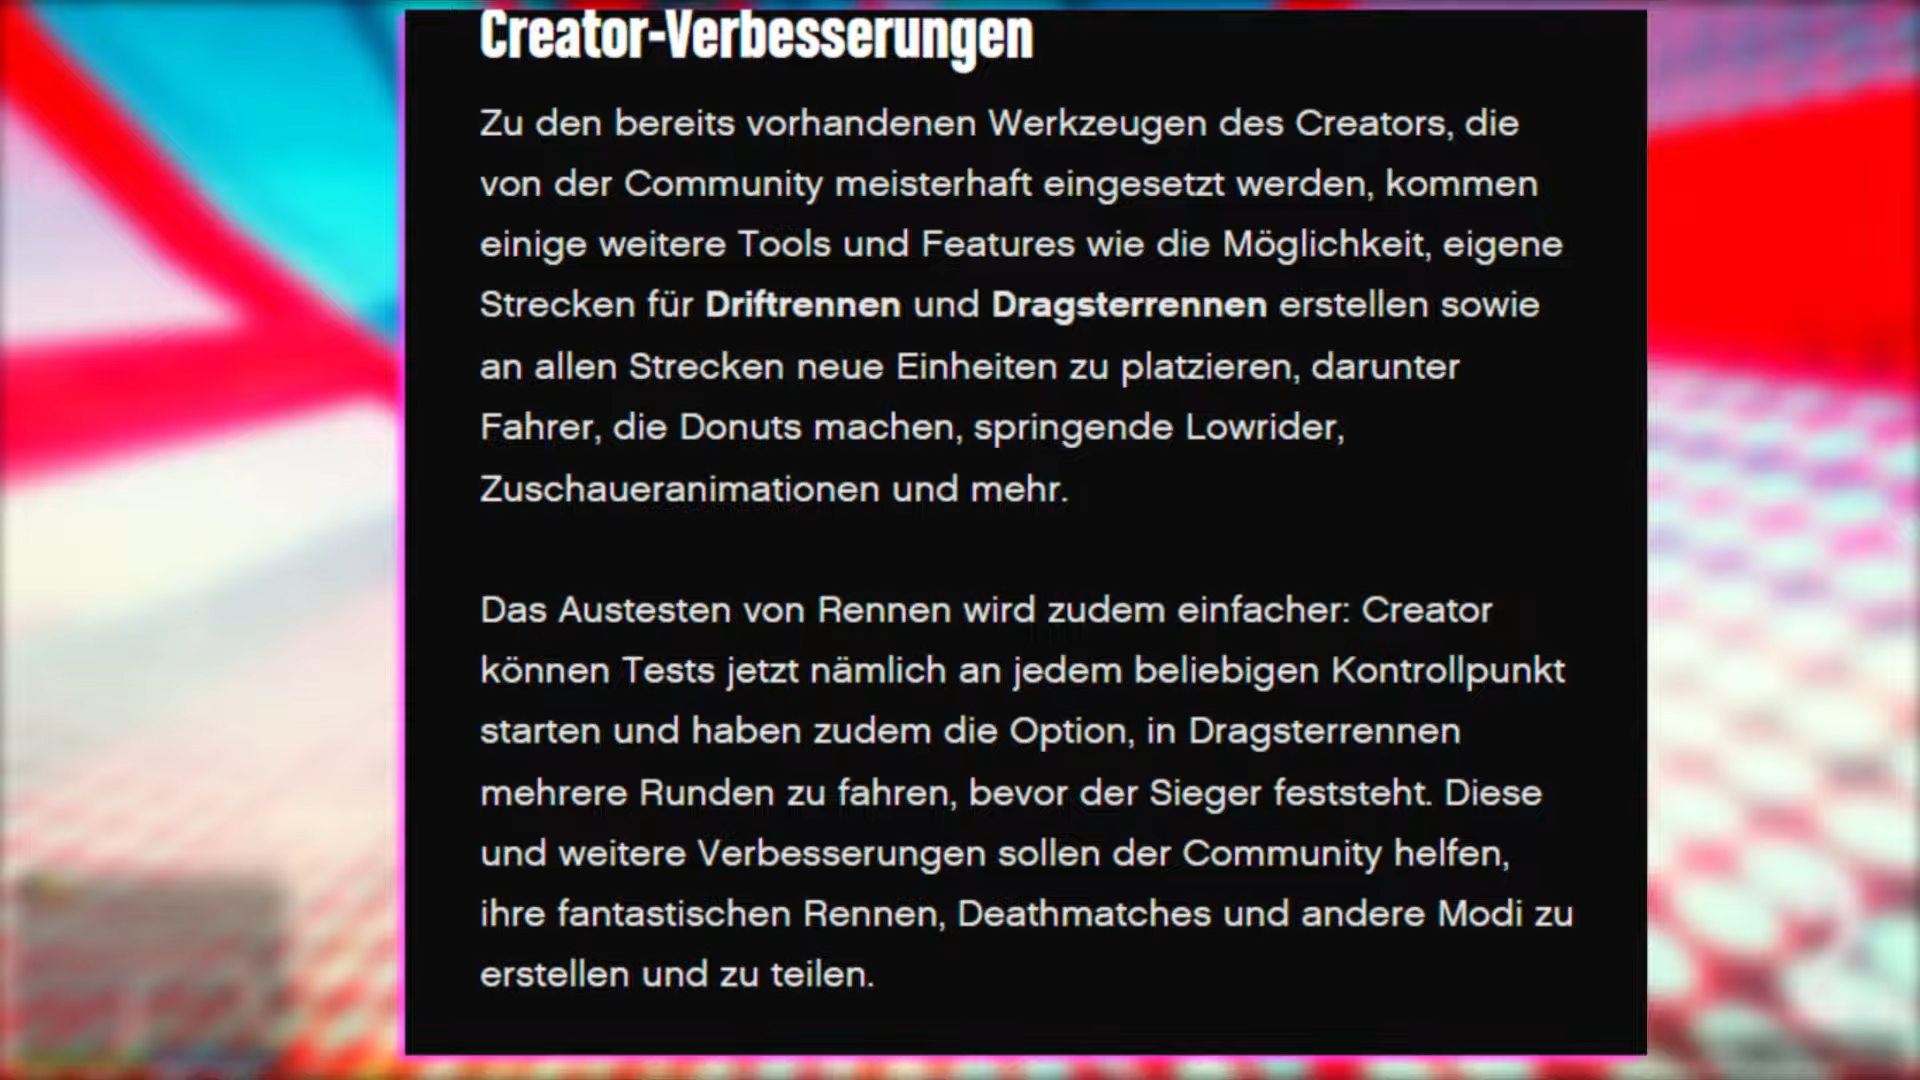 Creator-Verbesserungen
Zu den bereits vorhandenen Werkzeugen des Creators, die
von der Community meisterhaft eingesetzt werden, kommen
einige weitere Tools und Features wie die Möglichkeit, eigene
Strecken für Driftrennen und Dragsterrennen erstellen sowie
an allen Strecken neue Einheiten zu platzieren, darunter
Fahrer, die Donuts machen, springende Lowrider,
Zuschaueranimationen und mehr.
Das Austesten von Rennen wird zudem einfacher: Creator
können Tests jetzt nämlich an jedem beliebigen Kontrollpunkt
starten und haben zudem die Option, in Dragsterrennen
mehrere Runden zu fahren, bevor der Sieger feststeht. Diese
und weitere Verbesserungen sollen der Community helfen,
ihre fantastischen Rennen, Deathmatches und andere Modi zu
erstellen und zu teilen.